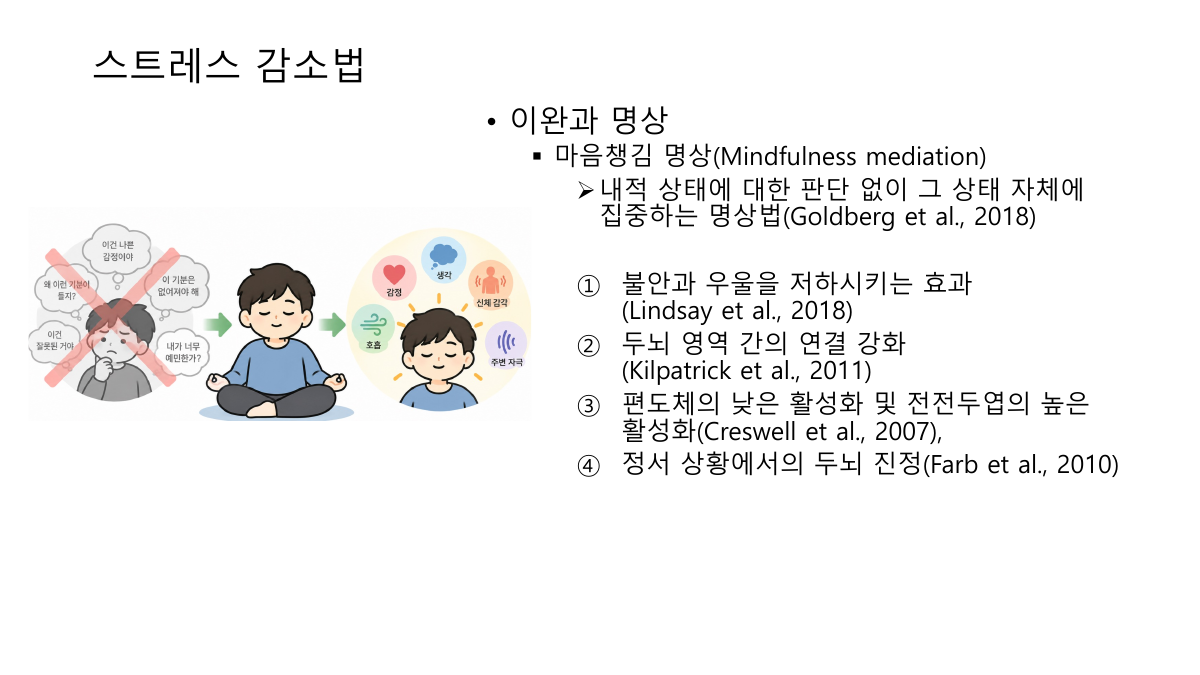 스트레스 감소법
• 이완과 명상
▪ 마음챙김 명상(Mindfulness mediation)
➢ 내적 상태에 대한 판단 없이 그 상태 자체에
집중하는 명상법(Goldberg et al., 2018)
① 불안과 우울을 저하시키는 효과
(Lindsay et al., 2018)
② 두뇌 영역 간의 연결 강화
(Kilpatrick et al., 2011)
③ 편도체의 낮은 활성화 및 전전두엽의 높은
활성화(Creswell et al., 2007),
④ 정서 상황에서의 두뇌 진정(Farb et al., 2010)
이건 나쁜
감정이야
왜 이런 기분이
들지?
이 기분은
없어져야 해
이건
잘못된 거야
내가 너무
예민한가?
감정
생각
신체 감각
호흡
주변 자극